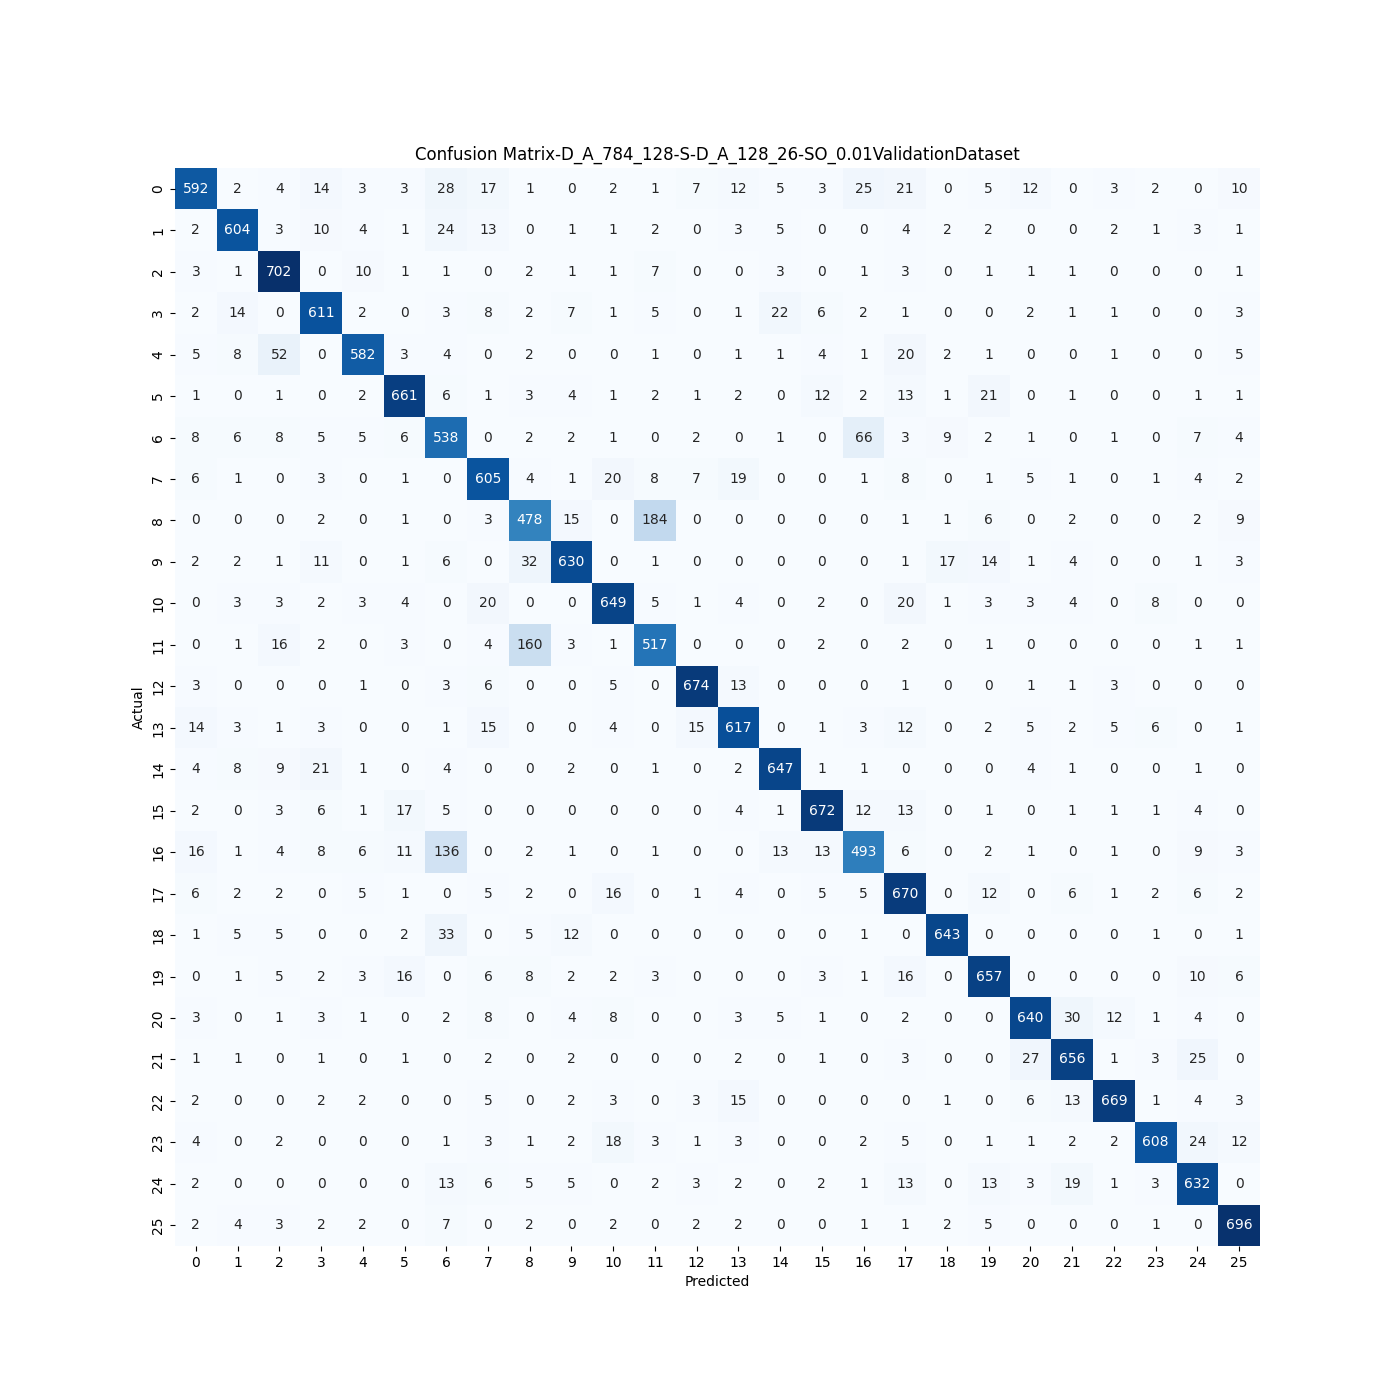 Confusion Matrix-D_A_784_128-S-D_A_128_26-SO_0.01ValidationDataset
0 592 2 4 14 3 3 28 17 1 0 2 1 7 12 5 3 25 21 0 5 12 0 3 2 0 10
1 2 604 3 10 4 1 24 13 0 1 1 2 0 3 5 0 0 4 2 2 0 0 2 1 3 1
2 3 1 702 0 10 1 1 0 2 1 1 7 0 0 3 0 1 3 0 1 1 1 0 0 0 1
3 2 14 0 611 2 0 3 8 2 7 1 5 0 1 22 6 2 1 0 0 2 1 1 0 0 3
4 5 8 52 0 582 3 4 0 2 0 0 1 0 1 1 4 1 20 2 1 0 0 1 0 0 5
5 1 0 1 0 2 661 6 1 3 4 1 2 1 2 0 12 2 13 1 21 0 1 0 0 1 1
6 8 6 8 5 5 6 538 0 2 2 1 0 2 0 1 0 66 3 9 2 1 0 1 0 7 4
7 6 1 0 3 0 1 0 605 4 1 20 8 7 19 0 0 1 8 0 1 5 1 0 1 4 2
8 0 0 0 2 0 1 0 3 478 15 0 184 0 0 0 0 0 1 1 6 0 2 0 0 2 9
9 2 2 1 11 0 1 6 0 32 630 0 1 0 0 0 0 0 1 17 14 1 4 0 0 1 3
10 0 3 3 2 3 4 0 20 0 0 649 5 1 4 0 2 0 20 1 3 3 4 0 8 0 0
11 0 1 16 2 0 3 0 4 160 3 1 517 0 0 0 2 0 2 0 1 0 0 0 0 1 1
12 3 0 0 0 1 0 3 6 0 0 5 0 674 13 0 0 0 1 0 0 1 1 3 0 0 0
13 14 3 1 3 0 0 1 15 0 0 4 0 15 617 0 1 3 12 0 2 5 2 5 6 0 1
14 4 8 9 21 1 0 4 0 0 2 0 1 0 2 647 1 1 0 0 0 4 1 0 0 1 0
15 2 0 3 6 1 17 5 0 0 0 0 0 0 4 1 672 12 13 0 1 0 1 1 1 4 0
16 16 1 4 8 6 11 136 0 2 1 0 1 0 0 13 13 493 6 0 2 1 0 1 0 9 3
17 6 2 2 0 5 1 0 5 2 0 16 0 1 4 0 5 5 670 0 12 0 6 1 2 6 2
18 1 5 5 0 0 2 33 0 5 12 0 0 0 0 0 0 1 0 643 0 0 0 0 1 0 1
19 0 1 5 2 3 16 0 6 8 2 2 3 0 0 0 3 1 16 0 657 0 0 0 0 10 6
20 3 0 1 3 1 0 2 8 0 4 8 0 0 3 5 1 0 2 0 0 640 30 12 1 4 0
21 1 1 0 1 0 1 0 2 0 2 0 0 0 2 0 1 0 3 0 0 27 656 1 3 25 0
22 2 0 0 2 2 0 0 5 0 2 3 0 3 15 0 0 0 0 1 0 6 13 669 1 4 3
23 4 0 2 0 0 0 1 3 1 2 18 3 1 3 0 0 2 5 0 1 1 2 2 608 24 12
24 2 0 0 0 0 0 13 6 5 5 0 2 3 2 0 2 1 13 0 13 3 19 1 3 632 0
25 2 4 3 2 2 0 7 0 2 0 2 0 2 2 0 0 1 1 2 5 0 0 0 1 0 696
Actual
0 1 2 3 4 5 6 7 8 9 10 11 12 13 14 15 16 17 18 19 20 21 22 23 24 25
Predicted